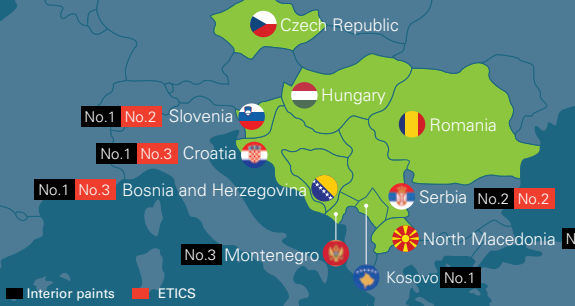 Czech Republic
Hungary
No.1 No.2 Slovenia
Romania
No.1 No.3 Croatia
No.1 No.3 Bosnia and Herzegovina
Serbia No.2 No.2
North Macedonia
No.3 Montenegro
Kosovo No.1
Interior paints ETICS